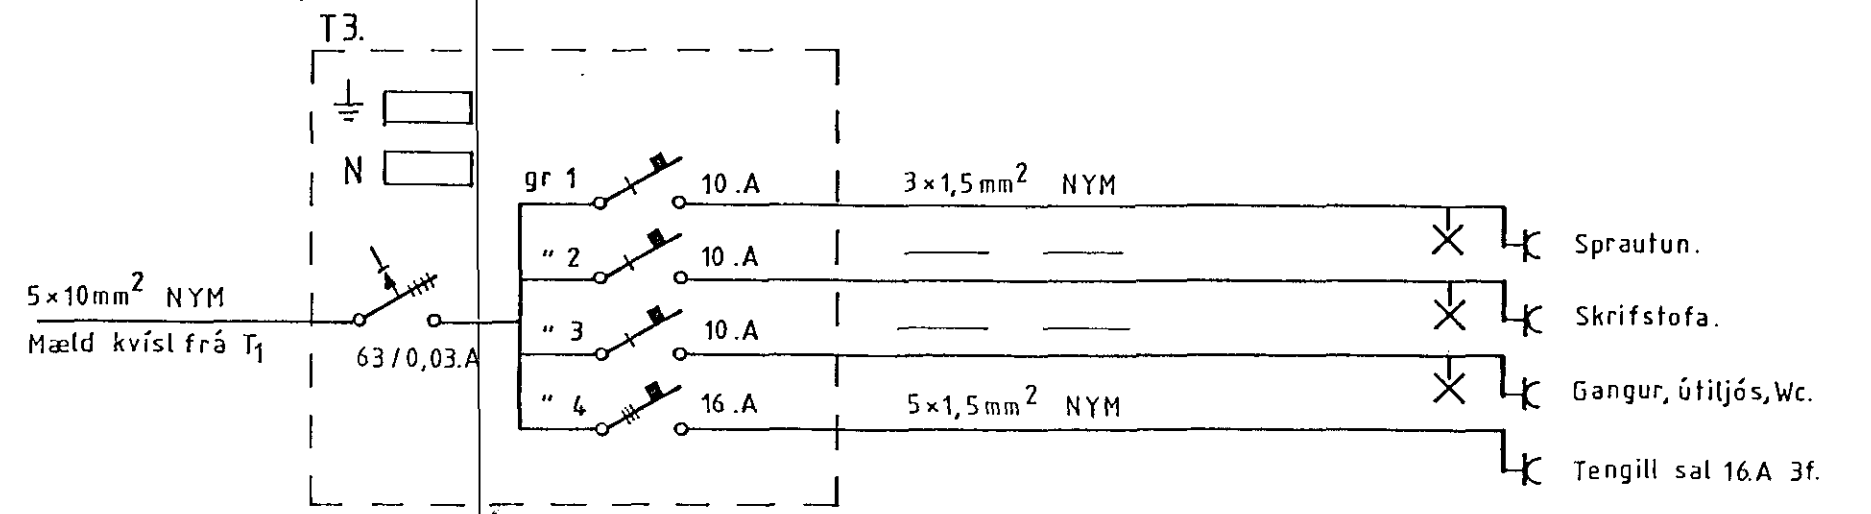 T3.
N
gr 1 10.A 3×1,5mm² NYM
Sprautun.
" 2 10.A
5×10mm² NYM
Skrifstofa.
Mæld kvísl frá T1
63/0,03.A
" 3 10.A
Gangur, útiljós, Wc.
" 4 16.A 5×1,5mm² NYM
Tengill sal 16.A 3f.